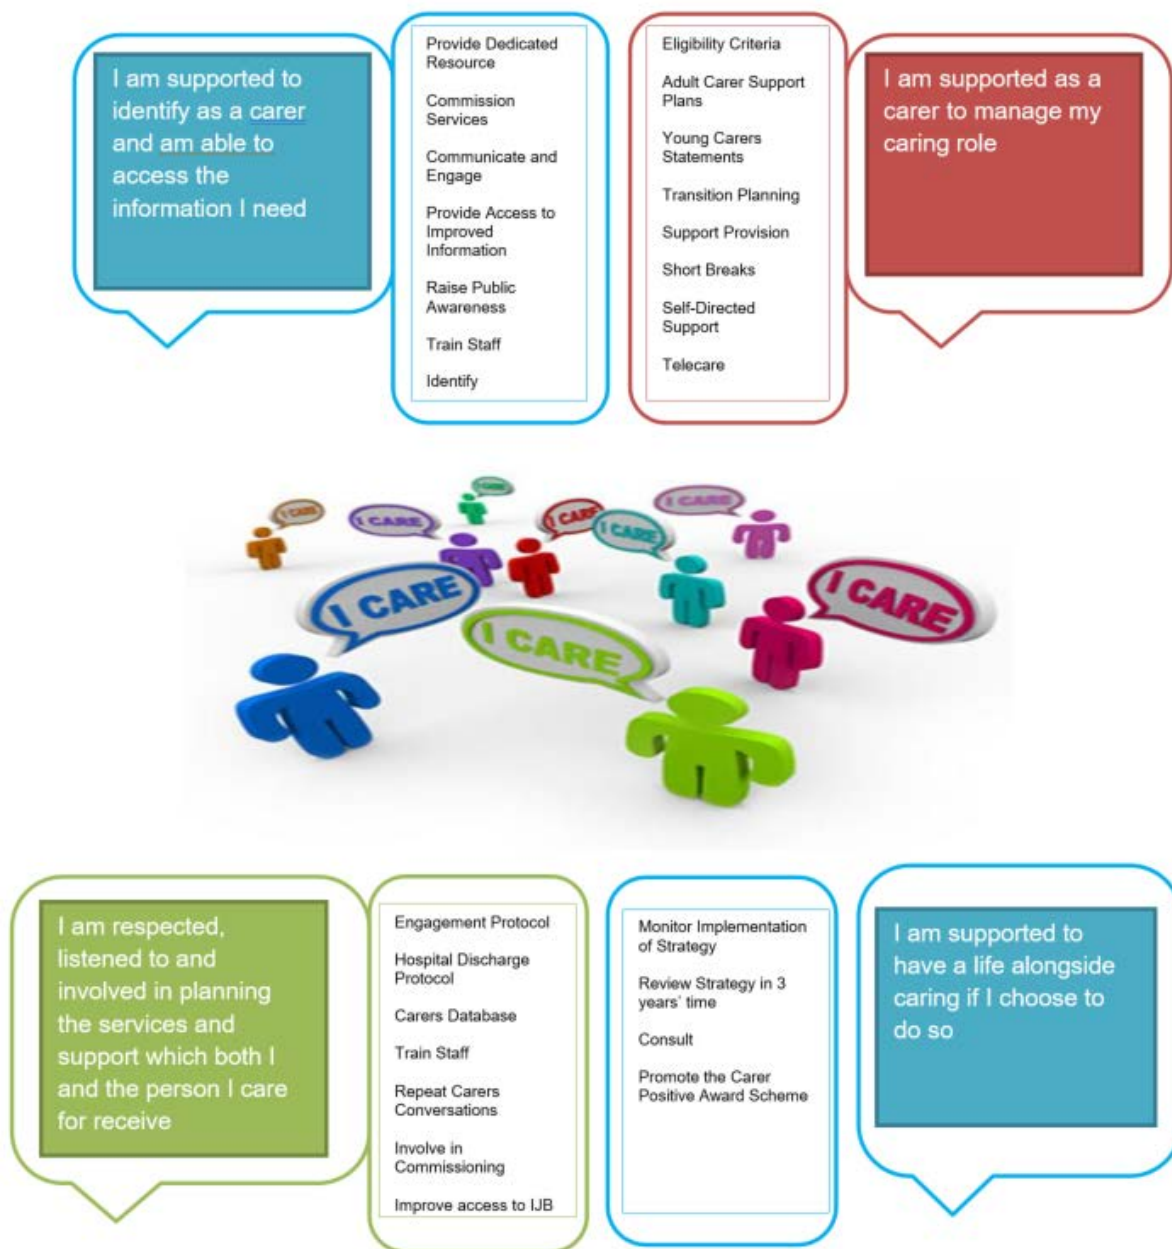 I am supported to
identify as a carer
and am able to
access the
information I need
Provide Dedicated
Resource
Commission
Services
Communicate and
Engage
Provide Access to
Improved
Information
Raise Public
Awareness
Train Staff
Identify
Eligibility Criteria
Adult Carer Support
Plans
Young Carers
Statements
Transition Planning
Support Provision
Short Breaks
Self-Directed
Support
Telecare
I am supported as a
carer to manage my
caring role
I CARE
I CARE
I CARE
I CARE
I CARE
I CARE
I CARE
I CARE
I CARE
I am respected,
listened to and
involved in planning
the services and
support which both I
and the person I care
for receive
Engagement Protocol
Hospital Discharge
Protocol
Carers Database
Train Staff
Repeat Carers
Conversations
Involve in
Commissioning
Improve access to IJB
Monitor Implementation
of Strategy
Review Strategy in 3
years' time
Consult
Promote the Carer
Positive Award Scheme
I am supported to
have a life alongside
caring if I choose to
do so